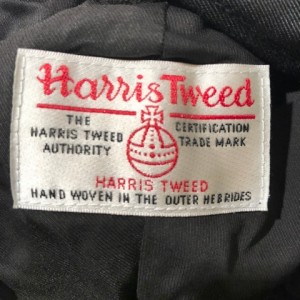 Harris Tweed
THE HARRIS TWEED AUTHORITY
CERTIFICATION TRADE MARK
HARRIS TWEED
HAND WOVEN IN THE OUTER HEBRIDES